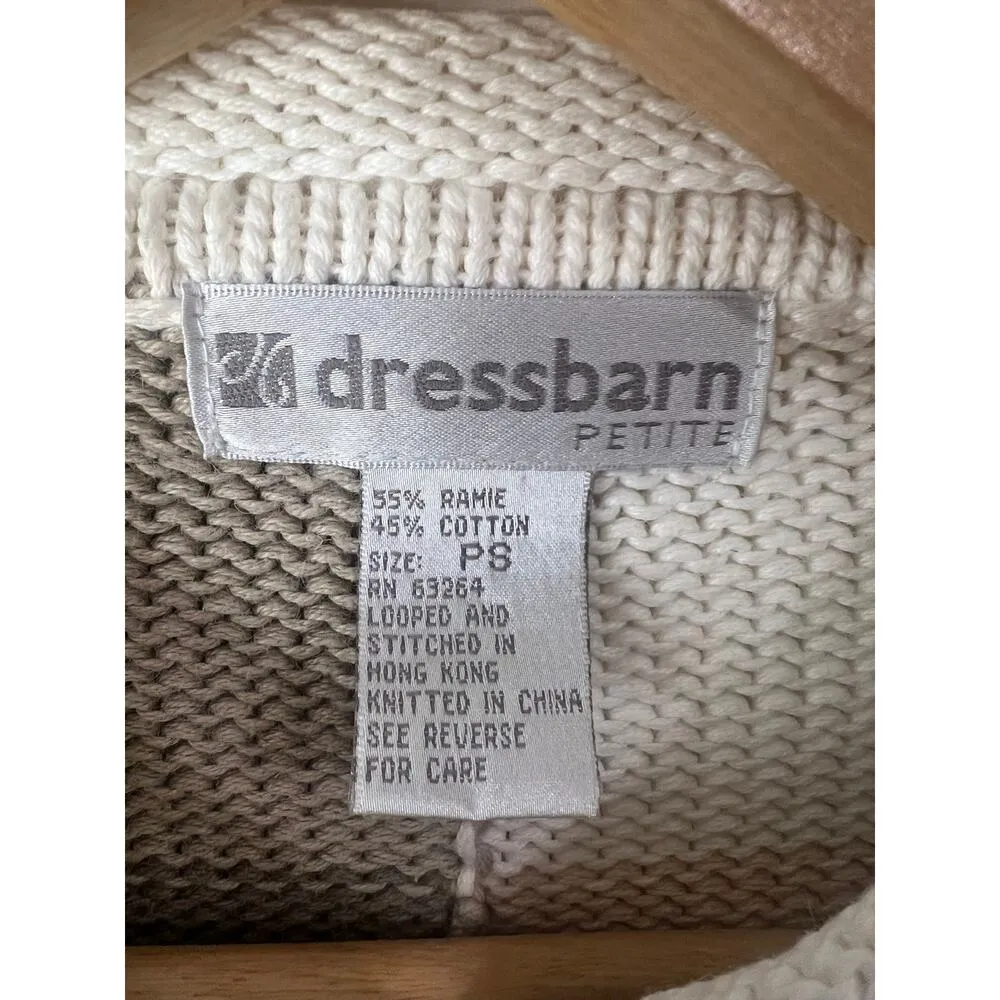 dressbarn
PETITE
55% RAMIE
45% COTTON
SIZE: PS
RN 63264
LOOPED AND
STITCHED IN
HONG KONG
KNITTED IN CHINA
SEE REVERSE
FOR CARE